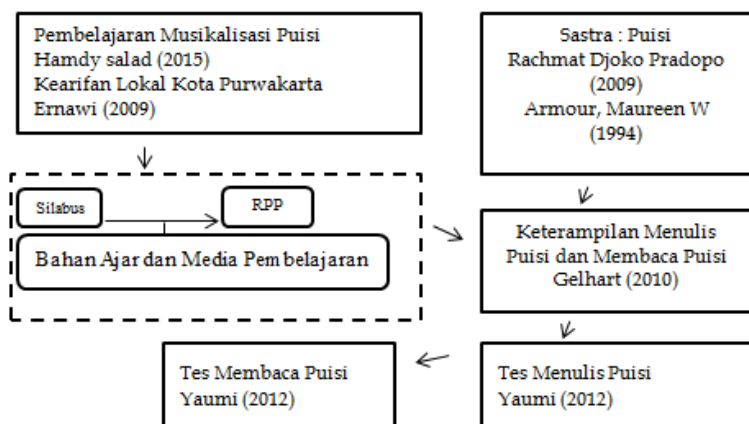 Pembelajaran Musikalisasi Puisi
Hamdy salad (2015)
Kearifan Lokal Kota Purwakarta
Ernawi (2009)
Sastra : Puisi
Rachmat Djoko Pradopo
(2009)
Armour, Maureen W
(1994)
Silabus
RPP
Bahan Ajar dan Media Pembelajaran
Keterampilan Menulis
Puisi dan Membaca Puisi
Gelhart (2010)
Tes Membaca Puisi
Yaumi (2012)
Tes Menulis Puisi
Yaumi (2012)